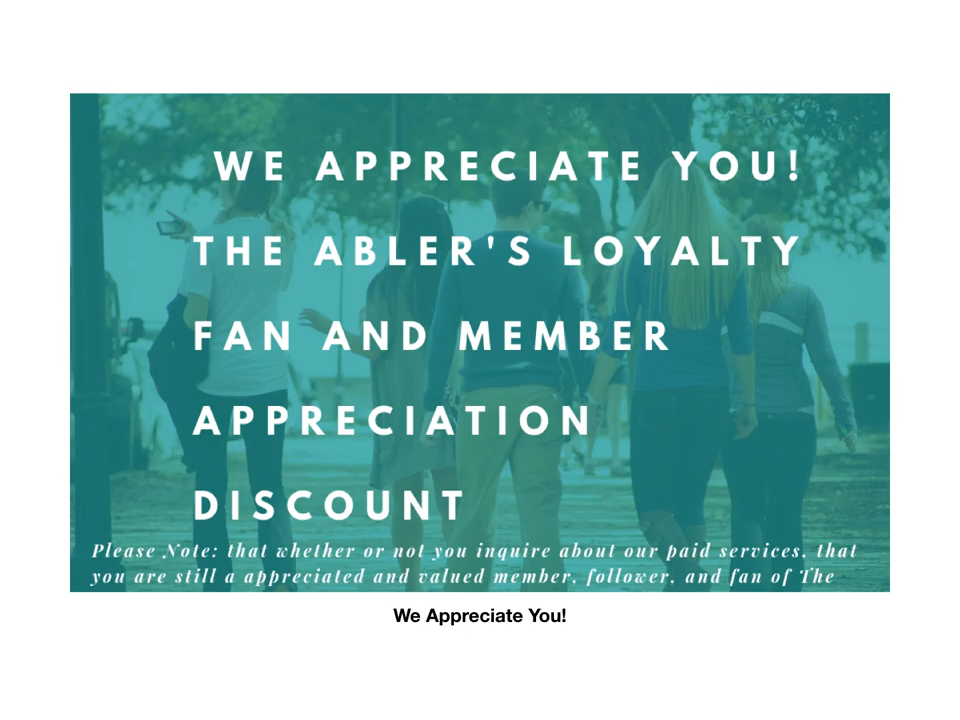 WE APPRECIATE YOU!
THE ABLER'S LOYALTY
FAN AND MEMBER
APPRECIATION
DISCOUNT
Please Note: that whether or not you inquire about our paid services, that
you are still a appreciated and valued member, follower, and fan of The
We Appreciate You!